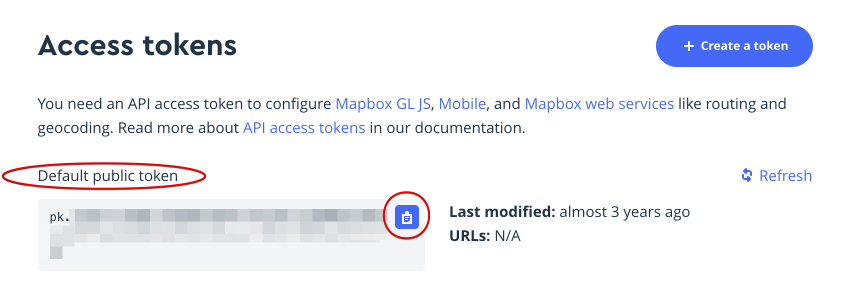 Access tokens
+ Create a token
You need an API access token to configure Mapbox GL JS, Mobile, and Mapbox web services like routing and
geocoding. Read more about API access tokens in our documentation.
Default public token
Refresh
pk.
Last modified: almost 3 years ago
URLs: N/A